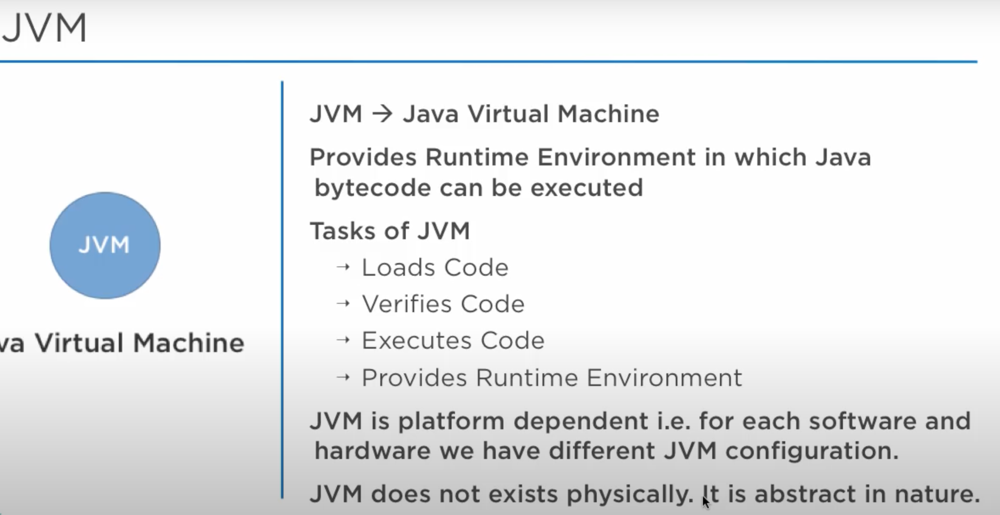 JVM
JVM
va Virtual Machine
JVM → Java Virtual Machine
Provides Runtime Environment in which Java
bytecode can be executed
Tasks of JVM
→ Loads Code
→ Verifies Code
→ Executes Code
→ Provides Runtime Environment
JVM is platform dependent i.e. for each software and
hardware we have different JVM configuration.
JVM does not exists physically. It is abstract in nature.